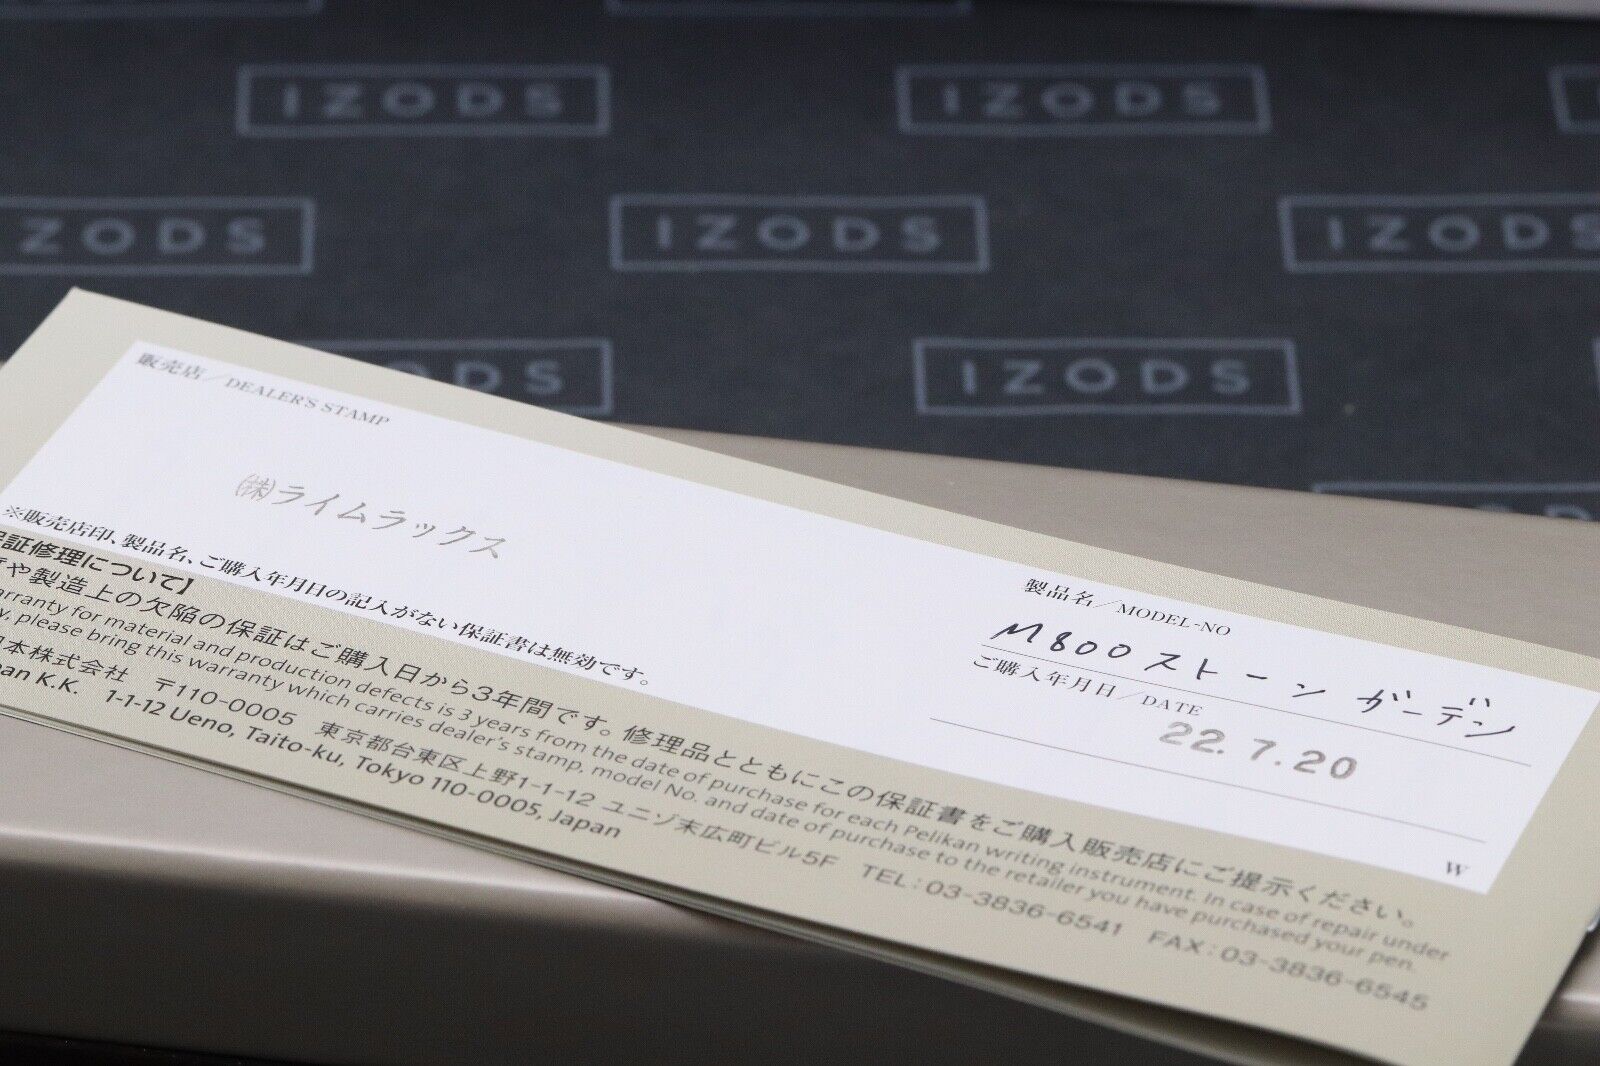 IZODS IZODS
ZODS IZODS IZODS
ODS IZODS
販売店／DEALER'S STAMP
㈱ライムラックス
製品名／MODEL-NO
M800ストーン ガーデン
ご購入年月日／DATE
22.7.20
W
※販売店印、製品名、ご購入年月日の記入がない保証書は無効です。
証修理について】
や製造上の欠陥の保証はご購入日から3年間です。修理品とともにこの保証書をご購入販売店にご提示ください。
arranty for material and production defects is 3 years from the date of purchase for each Pelikan writing instrument. In case of repair under
y, please bring this warranty which carries dealer's stamp, model No. and date of purchase to the retailer you have purchased your pen.
本株式会社 〒110-0005 東京都台東区上野1-1-12 ユニゾ末広町ビル5F TEL:03-3836-6541 FAX:03-3836-6545
pan K.K. 1-1-12 Ueno, Taito-ku, Tokyo 110-0005, Japan